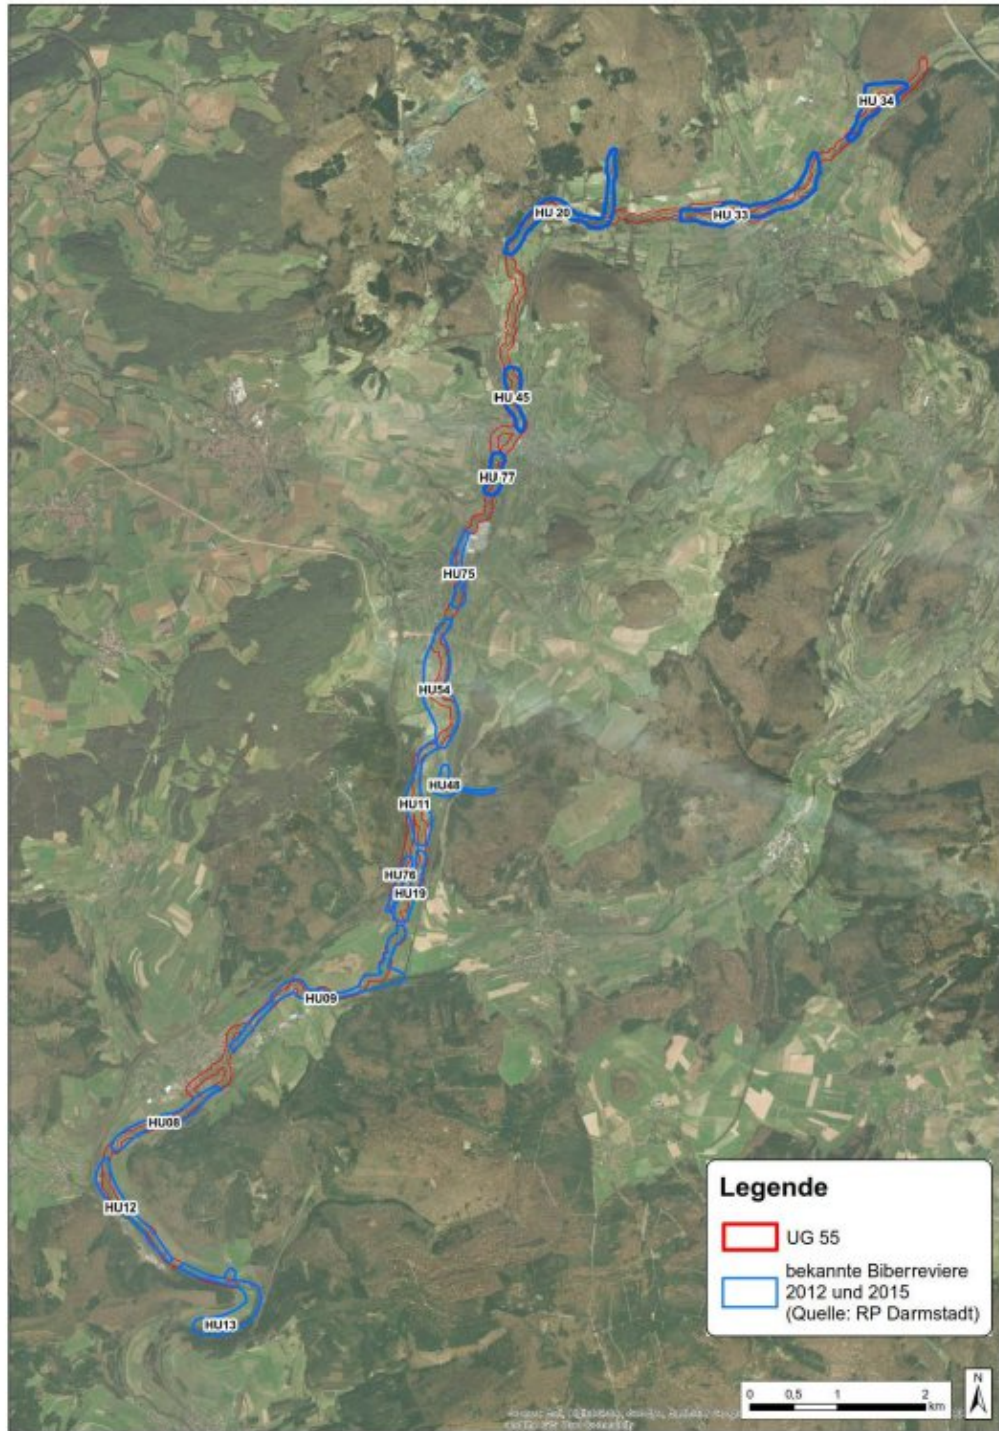 HU 34
HU 20
HU 33
HU 45
HU 77
HU75
HU54
HU48
HU11
HU76
HU19
HU09
HU08
HU12
HU13
Legende
UG 55
bekannte Biberreviere
2012 und 2015
(Quelle: RP Darmstadt)
N
0 0,5 1 2
km